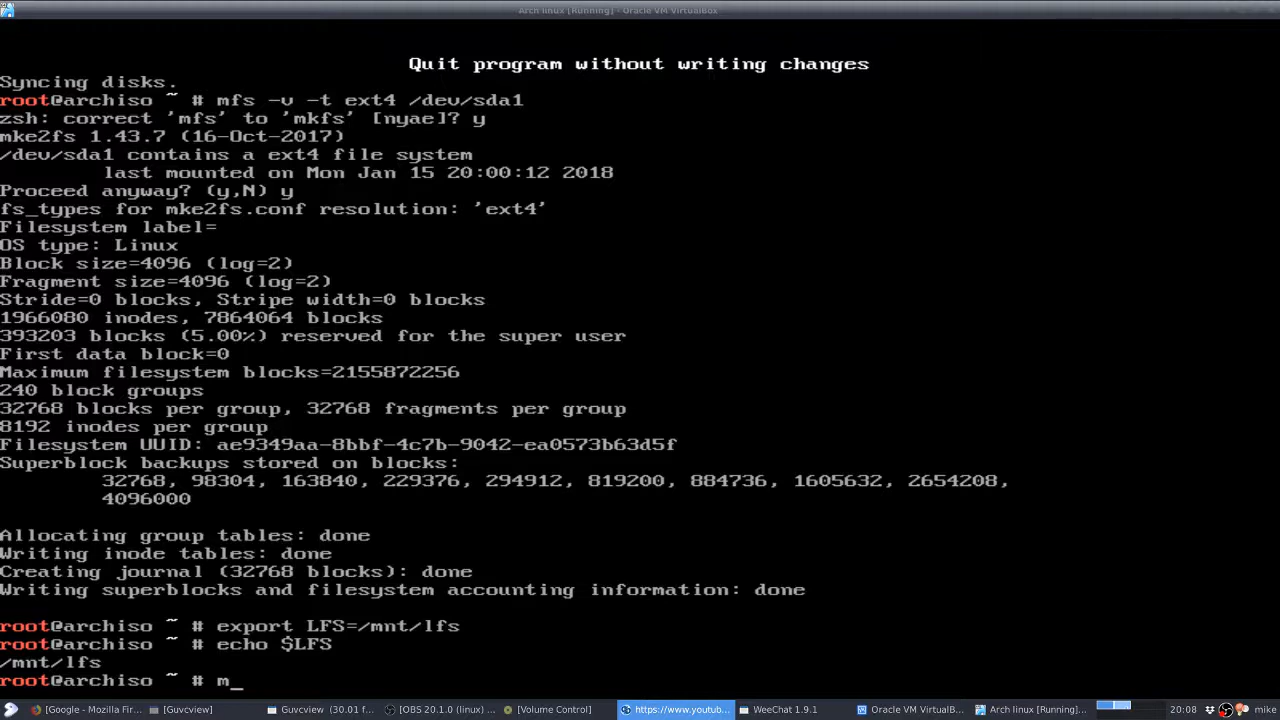 Arch linux [Running] - Oracle VM VirtualBox
Quit program without writing changes
Syncing disks.
root@archiso ~ # mfs -v -t ext4 /dev/sda1
zsh: correct 'mfs' to 'mkfs' [nyae]? y
mke2fs 1.43.7 (16-Oct-2017)
/dev/sda1 contains a ext4 file system
last mounted on Mon Jan 15 20:00:12 2018
Proceed anyway? (y,N) y
fs_types for mke2fs.conf resolution: 'ext4'
Filesystem label=
OS type: Linux
Block size=4096 (log=2)
Fragment size=4096 (log=2)
Stride=0 blocks, Stripe width=0 blocks
1966080 inodes, 7864064 blocks
393203 blocks (5.00%) reserved for the super user
First data block=0
Maximum filesystem blocks=2155872256
240 block groups
32768 blocks per group, 32768 fragments per group
8192 inodes per group
Filesystem UUID: ae9349aa-8bbf-4c7b-9042-ea0573b63d5f
Superblock backups stored on blocks:
32768, 98304, 163840, 229376, 294912, 819200, 884736, 1605632, 2654208,
4096000
Allocating group tables: done
Writing inode tables: done
Creating journal (32768 blocks): done
Writing superblocks and filesystem accounting information: done
root@archiso ~ # export LFS=/mnt/lfs
root@archiso ~ # echo $LFS
/mnt/lfs
root@archiso ~ # m_
[Google - Mozilla Fir... [Guvcview] Guvcview (30.01 f... [OBS 20.1.0 (linux) ... [Volume Control] https://www.youtub... WeeChat 1.9.1 Oracle VM VirtualB... Arch linux [Running]... 20:08 mike